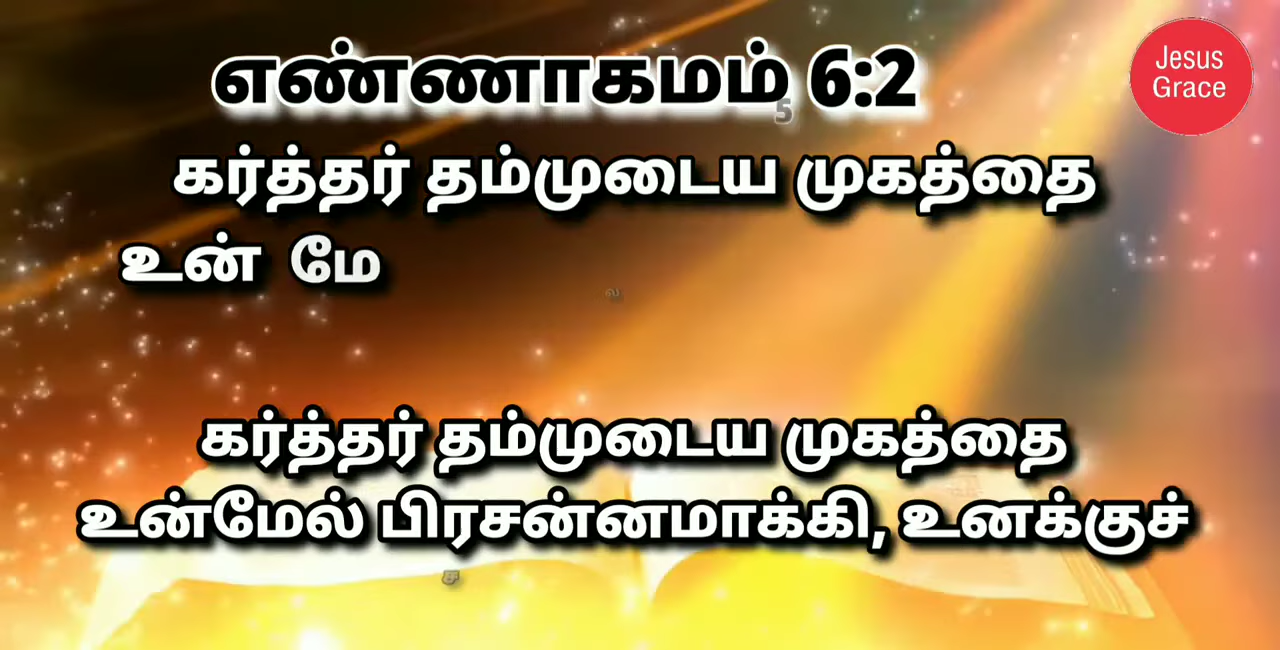 எண்ணாகமம் 6:2
5
Jesus
Grace
கர்த்தர் தம்முடைய முகத்தை
உன் மே
வ
கர்த்தர் தம்முடைய முகத்தை
உன்மேல் பிரசன்னமாக்கி, உனக்குச்
ச